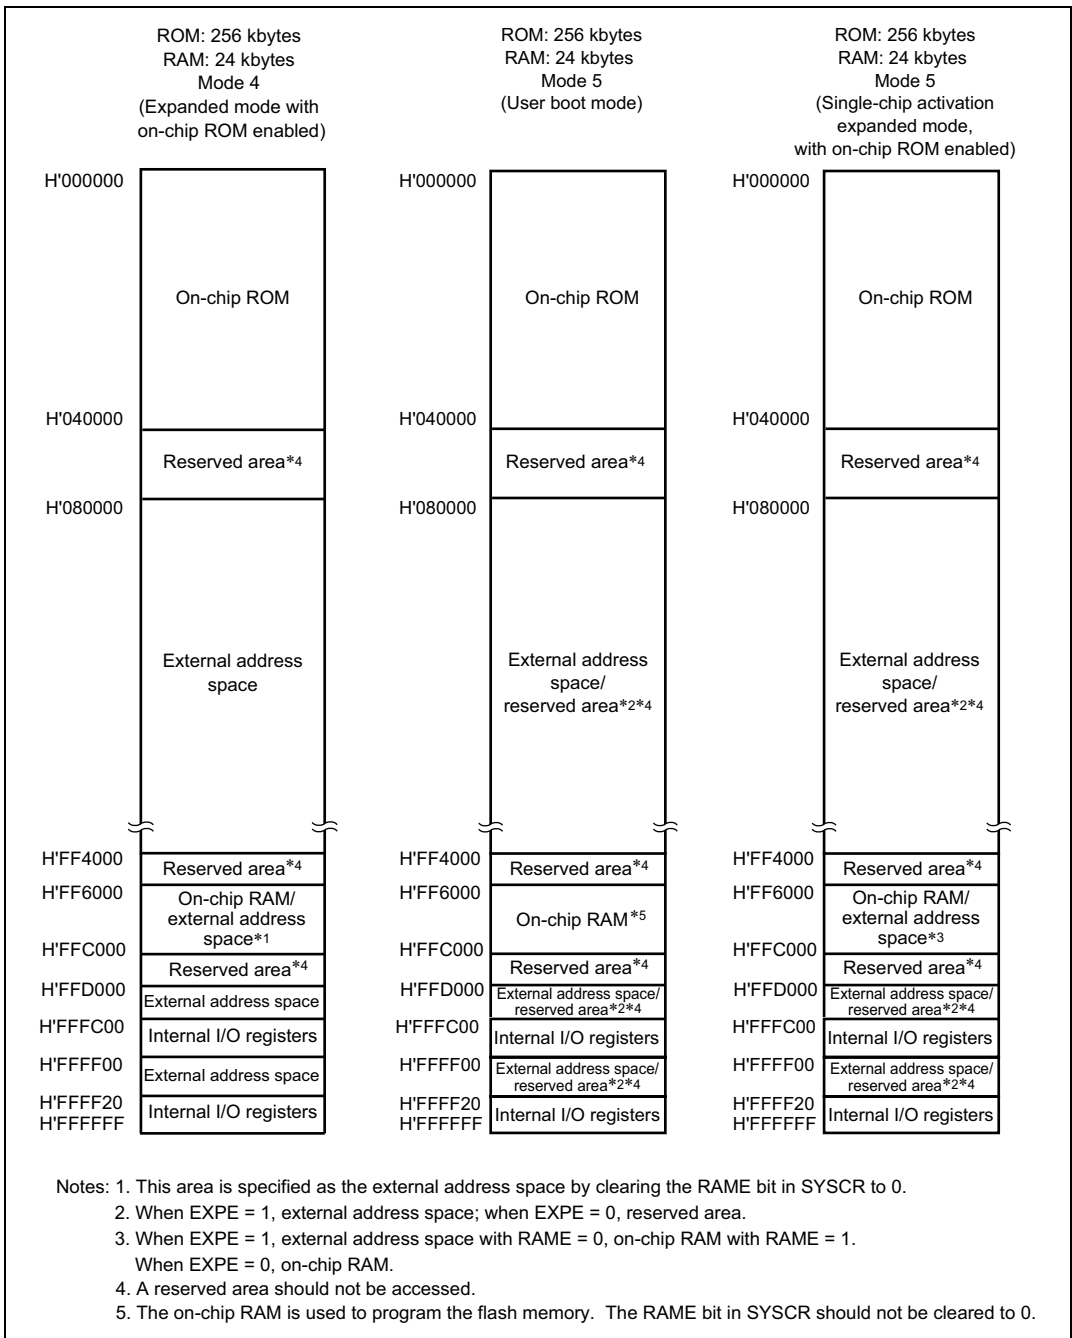 ROM: 256 kbytes
RAM: 24 kbytes
Mode 4
(Expanded mode with
on-chip ROM enabled)
H'000000
On-chip ROM
H'040000
Reserved area*4
H'080000
External address
space
H'FF4000
Reserved area*4
H'FF6000
On-chip RAM/
external address
space*1
H'FFC000
Reserved area*4
H'FFD000
External address space
H'FFFC00
Internal I/O registers
H'FFFF00
External address space
H'FFFF20
Internal I/O registers
H'FFFFFF
ROM: 256 kbytes
RAM: 24 kbytes
Mode 5
(User boot mode)
H'000000
On-chip ROM
H'040000
Reserved area*4
H'080000
External address
space/
reserved area*2*4
H'FF4000
Reserved area*4
H'FF6000
On-chip RAM*5
H'FFC000
Reserved area*4
H'FFD000
External address space/
reserved area*2*4
H'FFFC00
Internal I/O registers
H'FFFF00
External address space/
reserved area*2*4
H'FFFF20
Internal I/O registers
H'FFFFFF
ROM: 256 kbytes
RAM: 24 kbytes
Mode 5
(Single-chip activation
expanded mode,
with on-chip ROM enabled)
H'000000
On-chip ROM
H'040000
Reserved area*4
H'080000
External address
space/
reserved area*2*4
H'FF4000
Reserved area*4
H'FF6000
On-chip RAM/
external address
space*3
H'FFC000
Reserved area*4
H'FFD000
External address space/
reserved area*2*4
H'FFFC00
Internal I/O registers
H'FFFF00
External address space/
reserved area*2*4
H'FFFF20
Internal I/O registers
H'FFFFFF
Notes: 1. This area is specified as the external address space by clearing the RAME bit in SYSCR to 0.
2. When EXPE = 1, external address space; when EXPE = 0, reserved area.
3. When EXPE = 1, external address space with RAME = 0, on-chip RAM with RAME = 1.
When EXPE = 0, on-chip RAM.
4. A reserved area should not be accessed.
5. The on-chip RAM is used to program the flash memory. The RAME bit in SYSCR should not be cleared to 0.